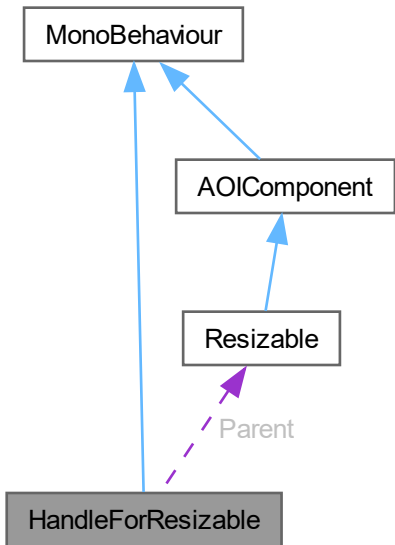 MonoBehaviour
AOIComponent
Resizable
Parent
HandleForResizable